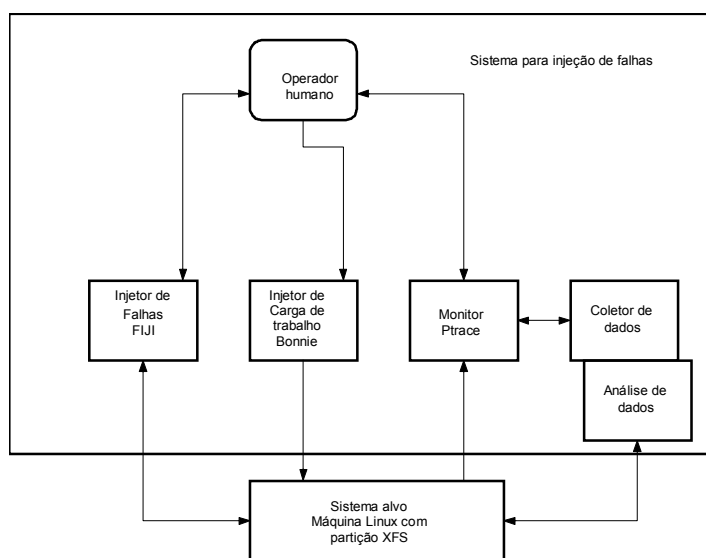 Sistema para injeção de falhas
Operador
humano
Injetor de
Falhas
FIJI
Injetor de
Carga de
trabalho
Bonnie
Monitor
Ptrace
Coletor de
dados
Análise de
dados
Sistema alvo
Máquina Linux com
partição XFS